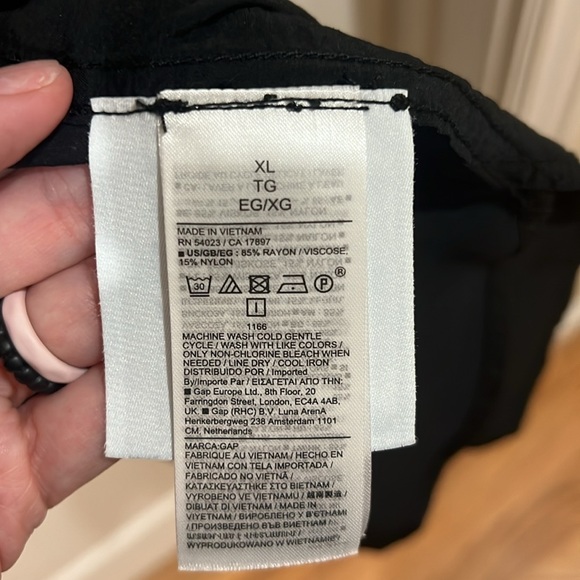 XL
TG
EG/XG
MADE IN VIETNAM
RN 54023 / CA 17897
■ US/GB/EG : 85% RAYON / VISCOSE,
15% NYLON
30
P
®
I
1166
MACHINE WASH COLD GENTLE
CYCLE / WASH WITH LIKE COLORS /
ONLY NON-CHLORINE BLEACH WHEN
NEEDED / LINE DRY / COOL IRON
DISTRIBUIDO POR / Imported
By/Importe Par / ΕΙΣΑΓΕΤΑΙ ΑΠΟ ΤΗΝ:
■ Gap Europe Ltd., 8th Floor, 20
Farringdon Street, London, EC4A 4AB,
UK. ■ Gap (RHC) B.V. Luna ArenA
Herikerbergweg 238 Amsterdam 1101
CM, Netherlands
MARCA:GAP
FABRIQUE AU VIETNAM / HECHO EN
VIETNAM CON TELA IMPORTADA /
FABRICADO NO VIETNÃ /
ΚΑΤΑΣΚΕΥΑΣΤΗΚΕ ΣΤΟ ΒΙΕΤΝΑΜ /
VYROBENO VE VIETNAMU / 越南製造 /
DIBUAT DI VIETNAM / MADE IN
VIYETNAM / ВИРОБЛЕНО У В'ЄТНАМІ
/ ПРОИЗВЕДЕНО ВЪВ ВИЕТНАМ /
WYPRODUKOWANO W WIETNAMIE